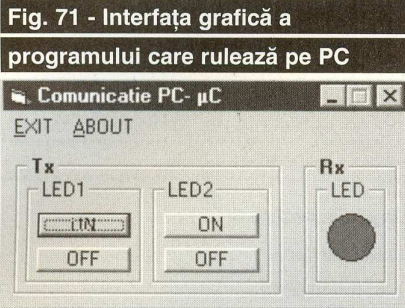 Fig. 71 - Interfața grafică a
programului care rulează pe PC
Comunicatie PC- µC
EXIT ABOUT
Tx
Rx
LED1
LED2
LED
ON
ON
OFF
OFF